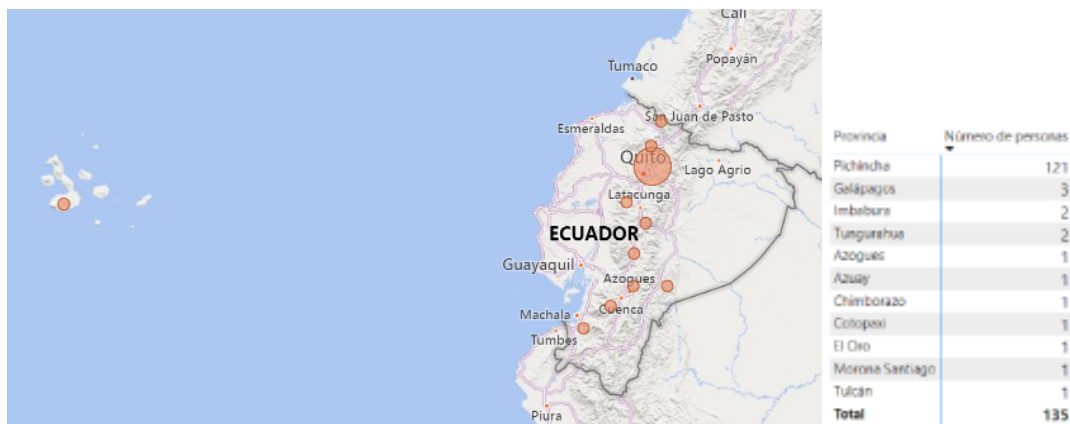 Cali
Popayán
Tumaco
San Juan de Pasto
Esmeraldas
Quito
Lago Agrio
Latacunga
ECUADOR
Guayaquil
Azogues
Cuenca
Machala
Tumbes
Piura
Provincia Número de personas
Pichincha 121
Galápagos 3
Imbabura 2
Tungurahua 2
Azogues 1
Azuay 1
Chimborazo 1
Cotopaxi 1
El Oro 1
Morona Santiago 1
Tulcán 1
Total 135